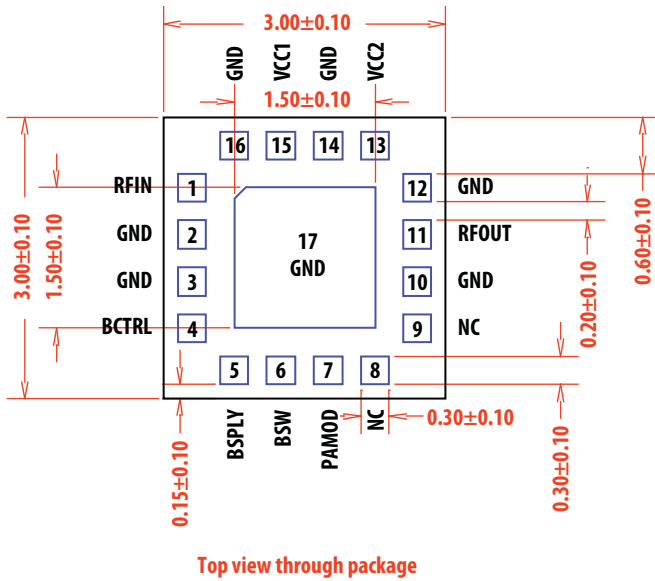 3.00±0.10
GND
VCC1
GND
VCC2
1.50±0.10
16
15
14
13
RFIN
1
12
GND
GND
2
11
RFOUT
17
GND
GND
3
10
GND
BCTRL
4
9
NC
5
6
7
8
BSPLY
BSW
PAMOD
NC
0.30±0.10
3.00±0.10
1.50±0.10
0.60±0.10
0.20±0.10
0.15±0.10
0.30±0.10
Top view through package